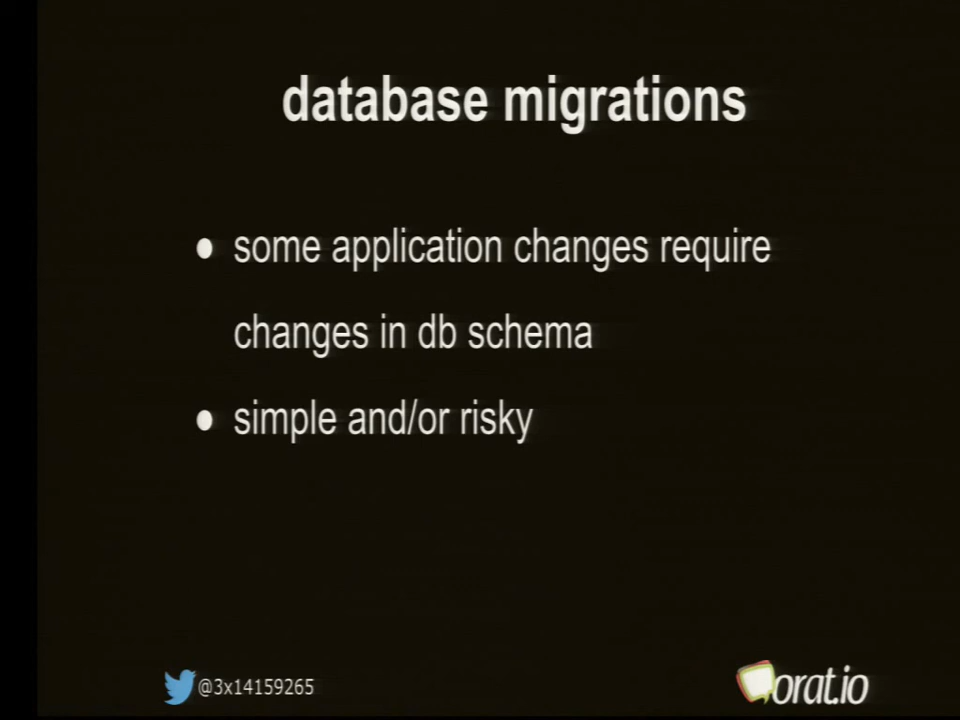 database migrations
• some application changes require
changes in db schema
• simple and/or risky
@3x14159265
orat.io